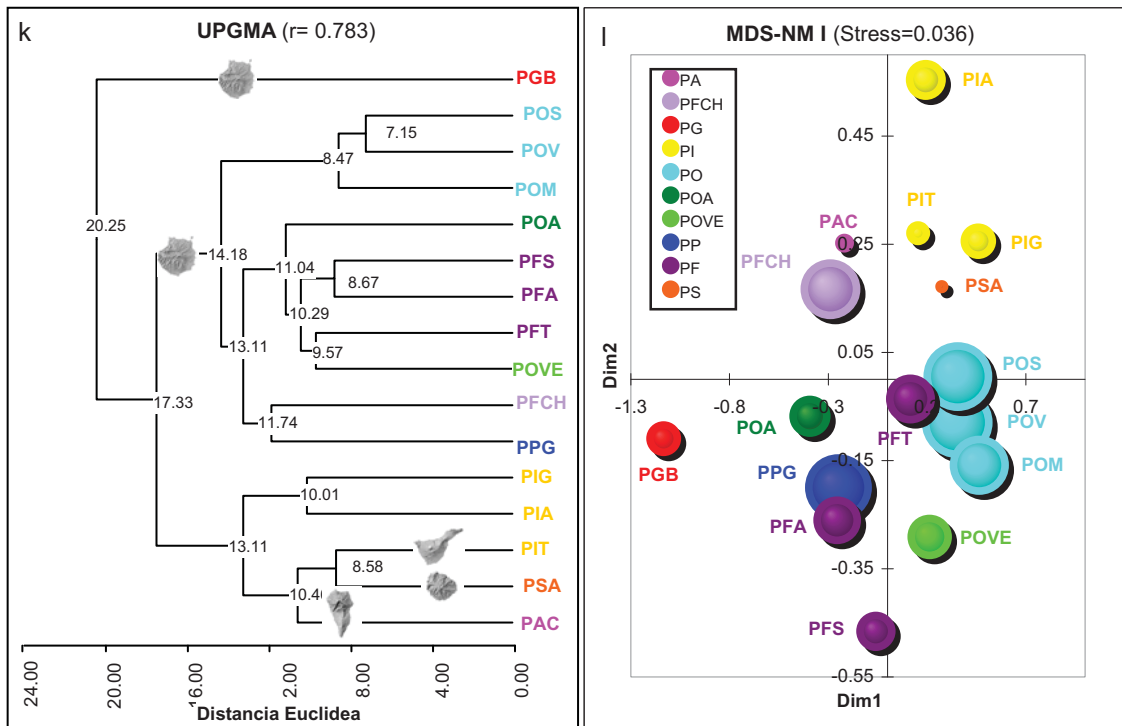 k
UPGMA (r= 0.783)
PGB
POS
7.15
POV
8.47
POM
20.25
POA
14.18
11.04
PFS
8.67
PFA
10.29
PFT
13.11
9.57
POVE
17.33
PFCH
11.74
PPG
PIG
10.01
PIA
13.11
PIT
8.58
PSA
PAC
24.00
20.00
16.00
12.00
8.00
4.00
0.00
Distancia Euclidea
l
MDS-NM I (Stress=0.036)
PA
PFCH
PG
PI
PO
POA
POVE
PP
PF
PS
PIA
0.45
PIT
PAC
0.25
PIG
PFCH
PSA
0.05
POS
Dim2
-1.3
-0.8
-0.3
0.7
POA
PFT
POV
PGB
-0.15
POM
PPG
PFA
POVE
-0.35
PFS
-0.55
Dim1